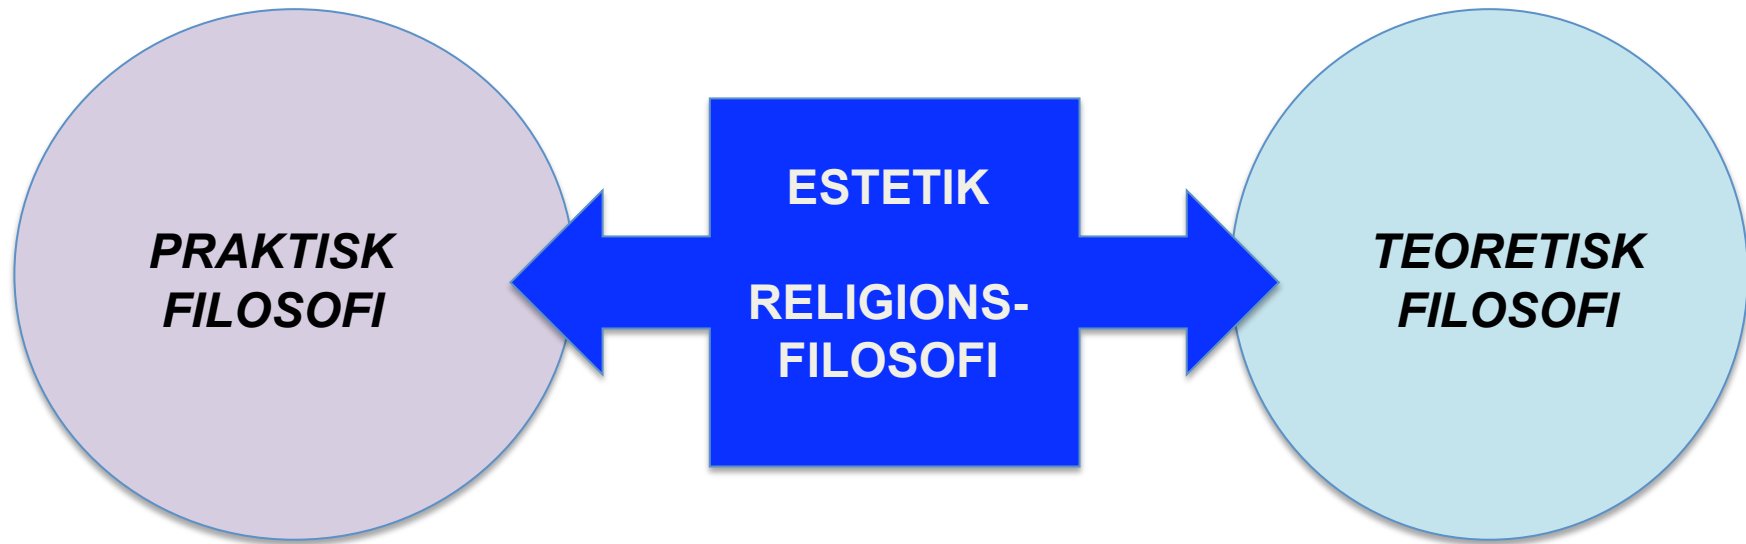 PRAKTISK
FILOSOFI
ESTETIK
RELIGIONS-
FILOSOFI
TEORETISK
FILOSOFI